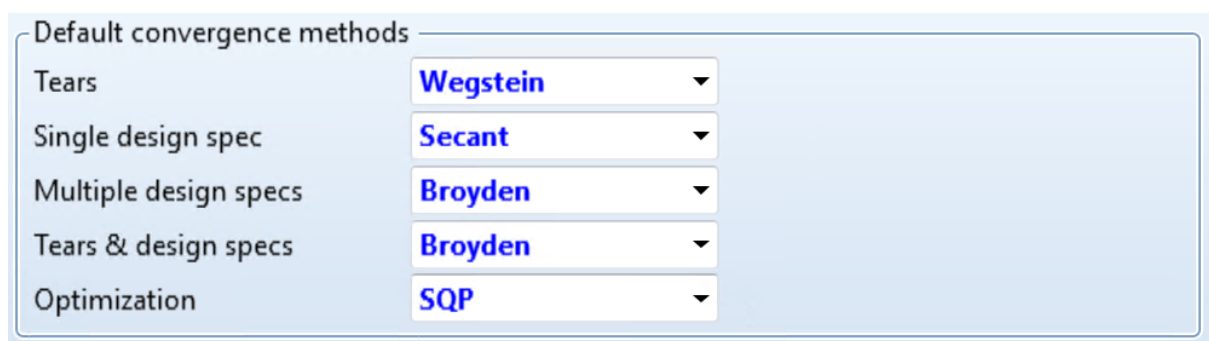 Default convergence methods
Tears Wegstein
Single design spec Secant
Multiple design specs Broyden
Tears & design specs Broyden
Optimization SQP